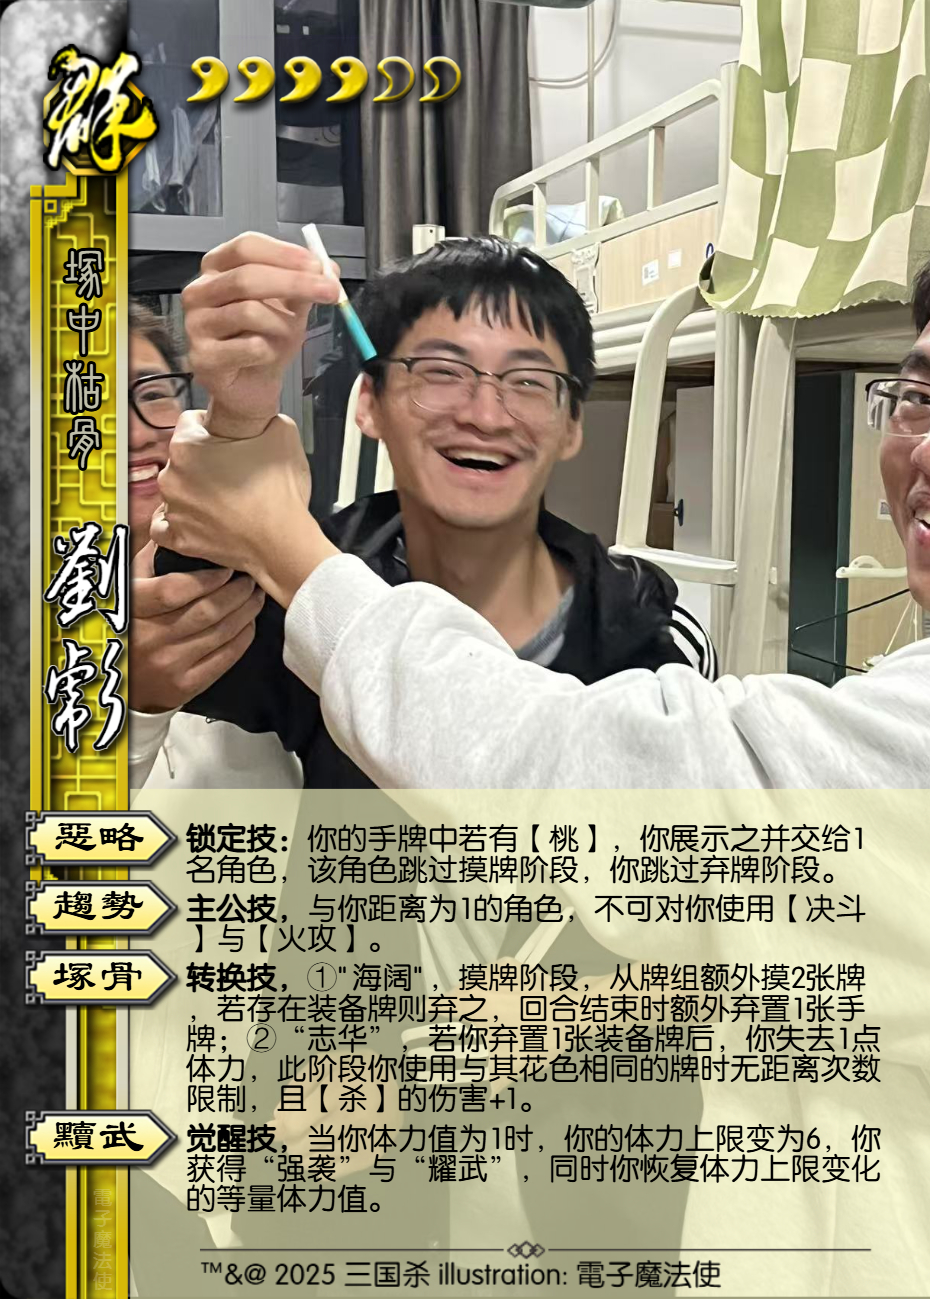 群
塚中枯骨
劉
惡略
锁定技：你的手牌中若有【桃】，你展示之并交给1
名角色，该角色跳过摸牌阶段，你跳过弃牌阶段。
趨勢
主公技，与你距离为1的角色，不可对你使用【决斗
】与【火攻】。
塚骨
转换技，①"海阔"，摸牌阶段，从牌组额外摸2张牌
，若存在装备牌则弃之，回合结束时额外弃置1张手
牌；②“志华”，若你弃置1张装备牌后，你失去1点
体力，此阶段你使用与其花色相同的牌时无距离次数
限制，且【杀】的伤害+1。
黷武
觉醒技，当你体力值为1时，你的体力上限变为6，你
获得“强袭”与“耀武”，同时你恢复体力上限变化
的等量体力值。
電子魔法使
™&@ 2025 三国杀 illustration: 電子魔法使